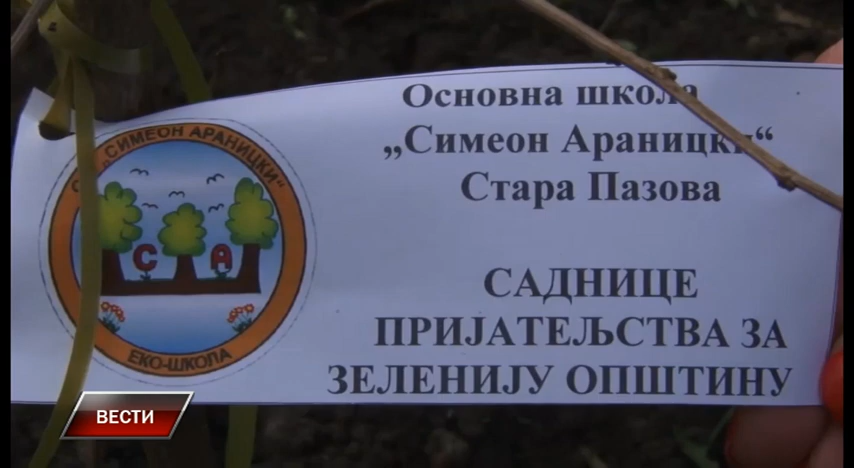 Основна школа
„Симеон Араницки“
Стара Пазова
САДНИЦЕ
ПРИЈАТЕЉСТВА ЗА
ЗЕЛЕНИЈУ ОПШТИНУ
„СИМЕОН АРАНИЦКИ“
С А
ЕКО-ШКОЛА
ВЕСТИ